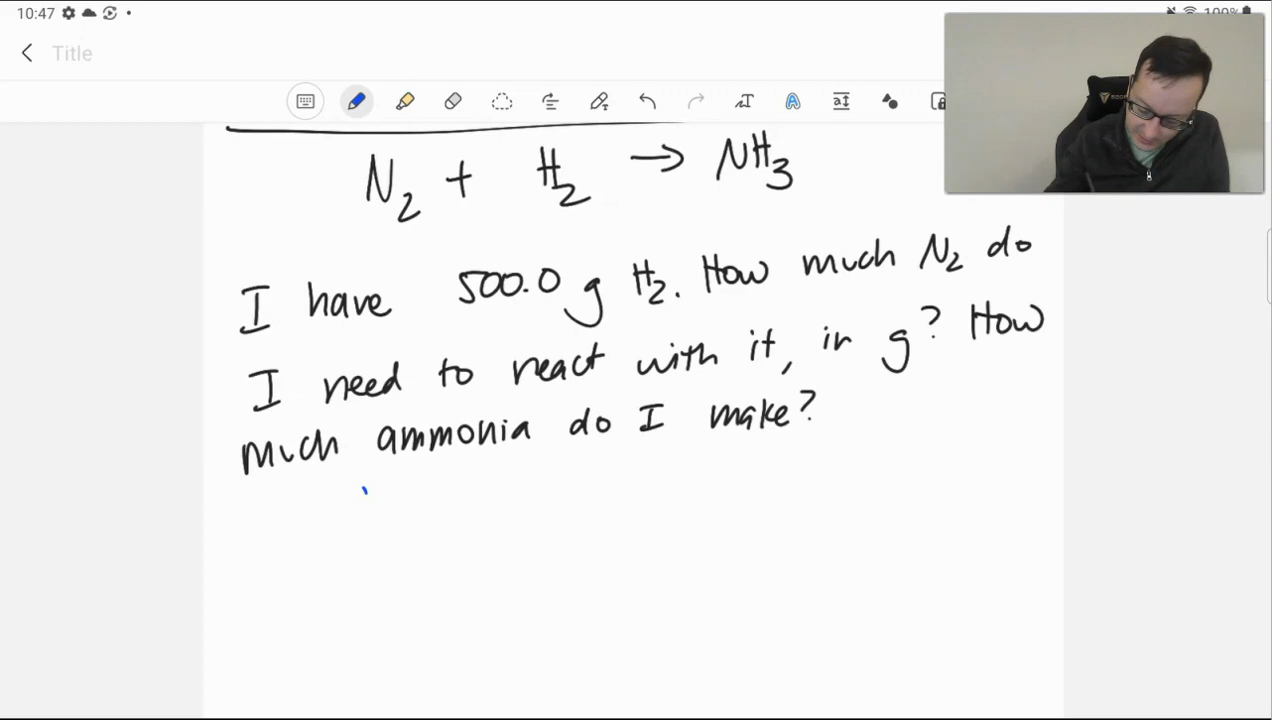 10:47 100%
Title
N₂ + H₂ → NH₃
I have 500.0 g H₂. How much N₂ do
I need to react with it, in g? How
much ammonia do I make?